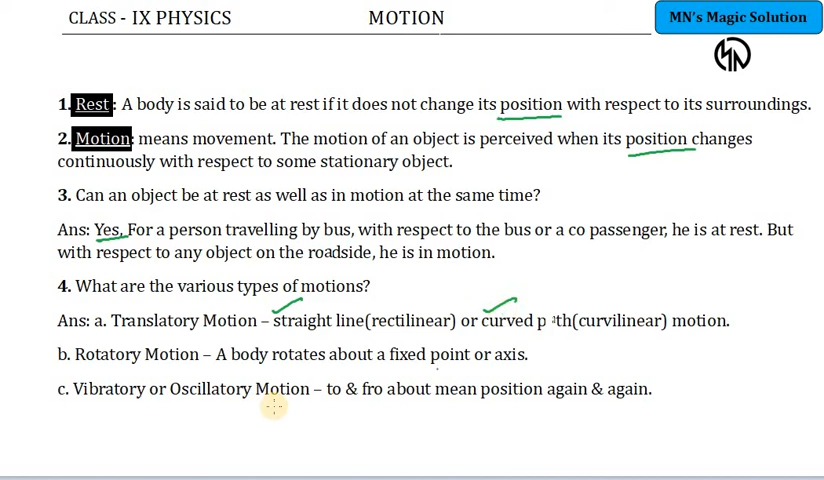 CLASS - IX PHYSICS MOTION MN's Magic Solution
1. Rest: A body is said to be at rest if it does not change its position with respect to its surroundings.
2. Motion: means movement. The motion of an object is perceived when its position changes
continuously with respect to some stationary object.
3. Can an object be at rest as well as in motion at the same time?
Ans: Yes, For a person travelling by bus, with respect to the bus or a co passenger, he is at rest. But
with respect to any object on the roadside, he is in motion.
4. What are the various types of motions?
Ans: a. Translatory Motion – straight line(rectilinear) or curved path(curvilinear) motion.
b. Rotatory Motion – A body rotates about a fixed point or axis.
c. Vibratory or Oscillatory Motion – to & fro about mean position again & again.